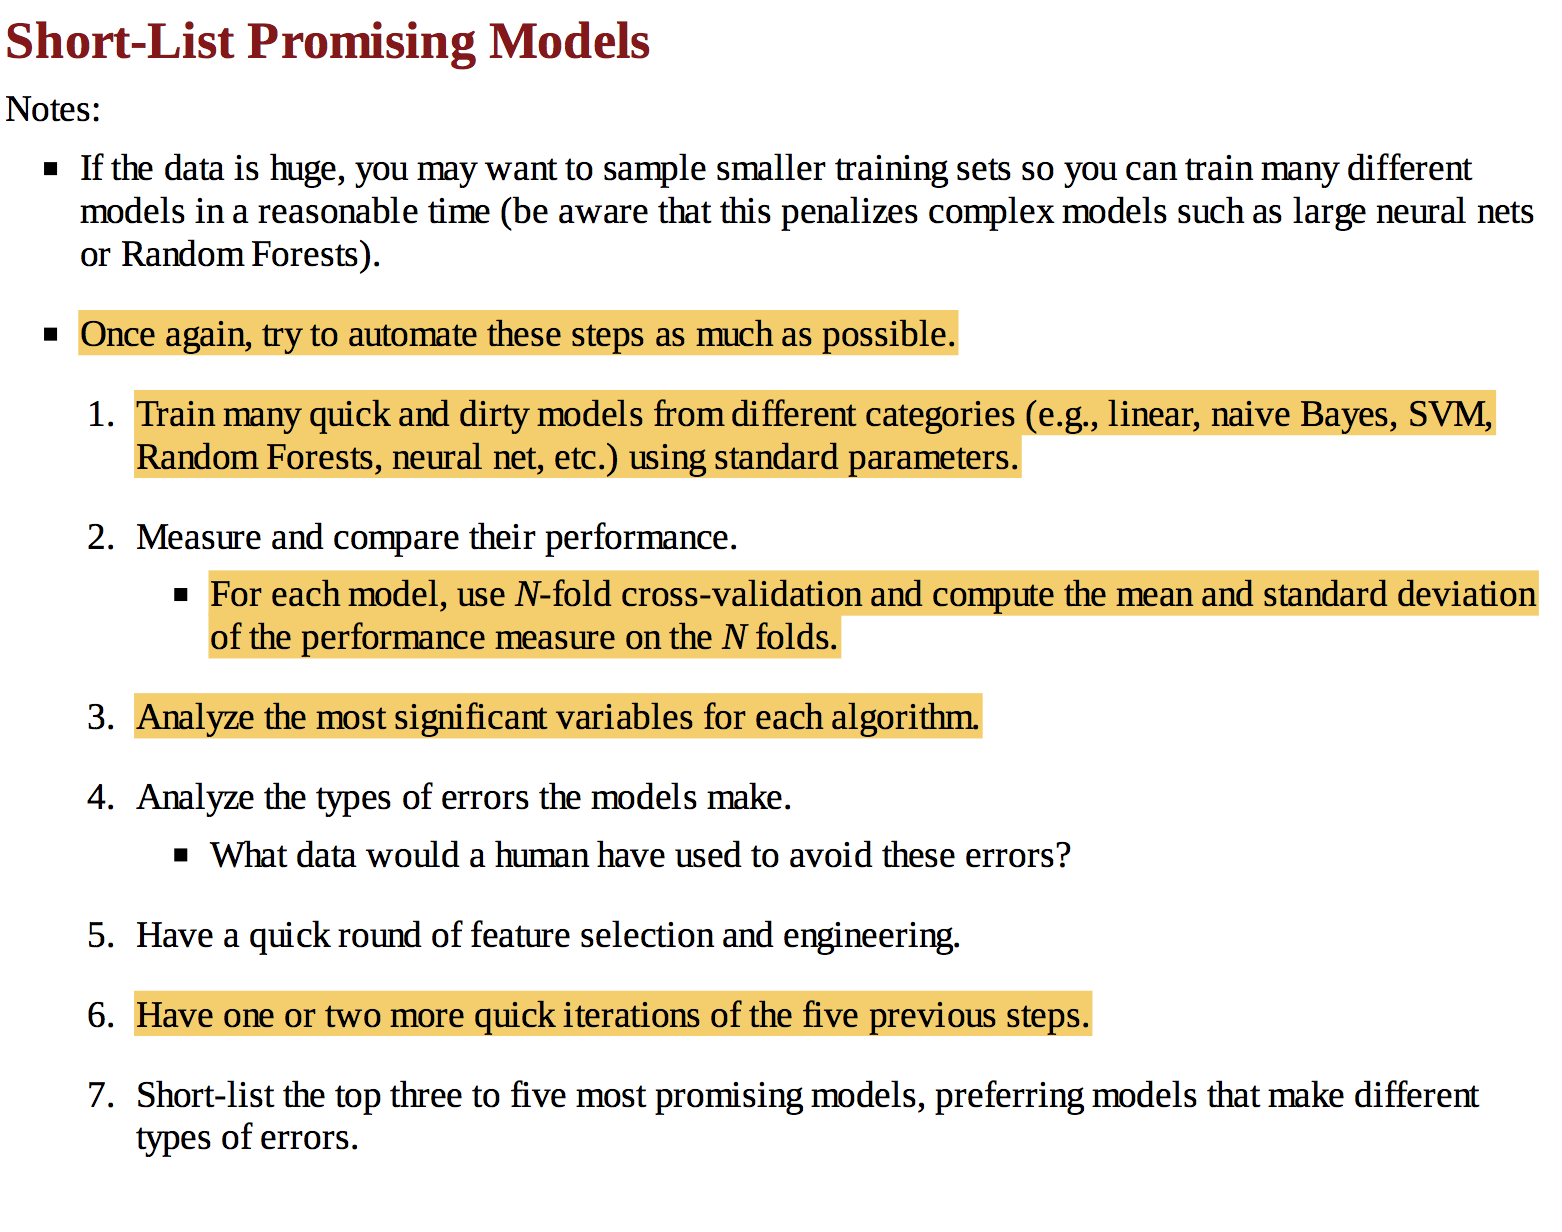 Short-List Promising Models
Notes:
▪ If the data is huge, you may want to sample smaller training sets so you can train many different
models in a reasonable time (be aware that this penalizes complex models such as large neural nets
or Random Forests).
▪ Once again, try to automate these steps as much as possible.
1. Train many quick and dirty models from different categories (e.g., linear, naive Bayes, SVM,
Random Forests, neural net, etc.) using standard parameters.
2. Measure and compare their performance.
▪ For each model, use N-fold cross-validation and compute the mean and standard deviation
of the performance measure on the N folds.
3. Analyze the most significant variables for each algorithm.
4. Analyze the types of errors the models make.
▪ What data would a human have used to avoid these errors?
5. Have a quick round of feature selection and engineering.
6. Have one or two more quick iterations of the five previous steps.
7. Short-list the top three to five most promising models, preferring models that make different
types of errors.